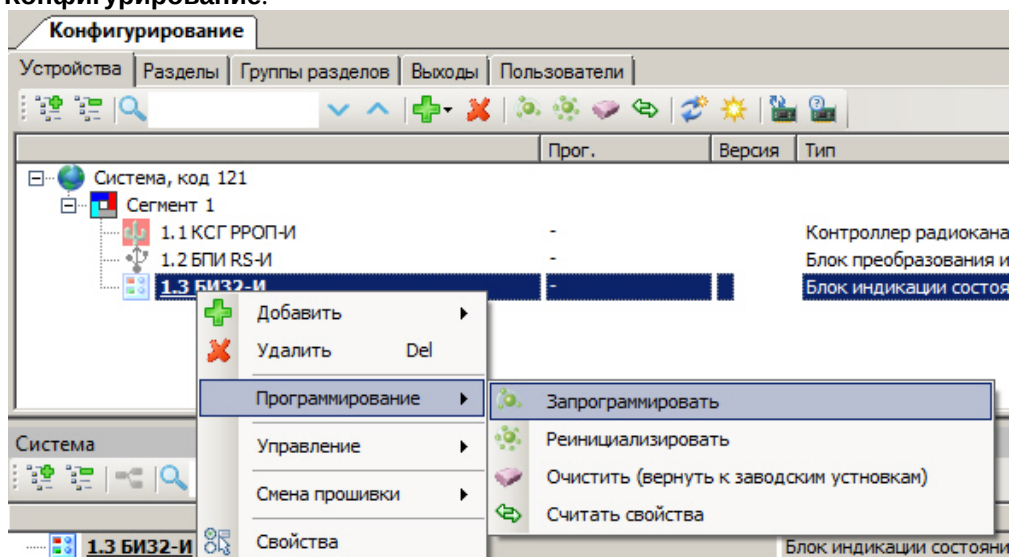 Конфигурирование.
Конфигурирование
Устройства Разделы Группы разделов Выходы Пользователи
Прог. Версия Тип
Система, код 121
Сегмент 1
1.1 КСГ РРОП-И - Контроллер радиокана
1.2 БПИ RS-И - Блок преобразования и
1.3 БИ32-И - Блок индикации состоя
Добавить
Удалить Del
Программирование Запрограммировать
Система Управление Реинициализировать
Очистить (вернуть к заводским устновкам)
Смена прошивки Считать свойства
1.3 БИ32-И Свойства Блок индикации состояни